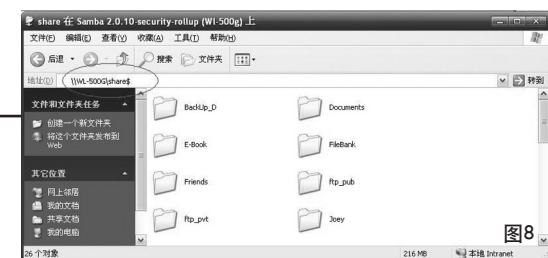 share 在 Samba 2.0.10-security-rollup (Wl-500g) 上
文件(F) 编辑(E) 查看(V) 收藏(A) 工具(T) 帮助(H)
后退 搜索 文件夹
地址(D) \\WL-500G\share$ 转到
文件和文件夹任务
创建一个新文件夹
将这个文件夹发布到
Web
其它位置
网上邻居
我的文档
共享文档
我的电脑
BackUp_D Documents
E-Book FileBank
Friends ftp_pub
ftp_pvt Joey
图8
26 个对象 216 MB 本地 Intranet